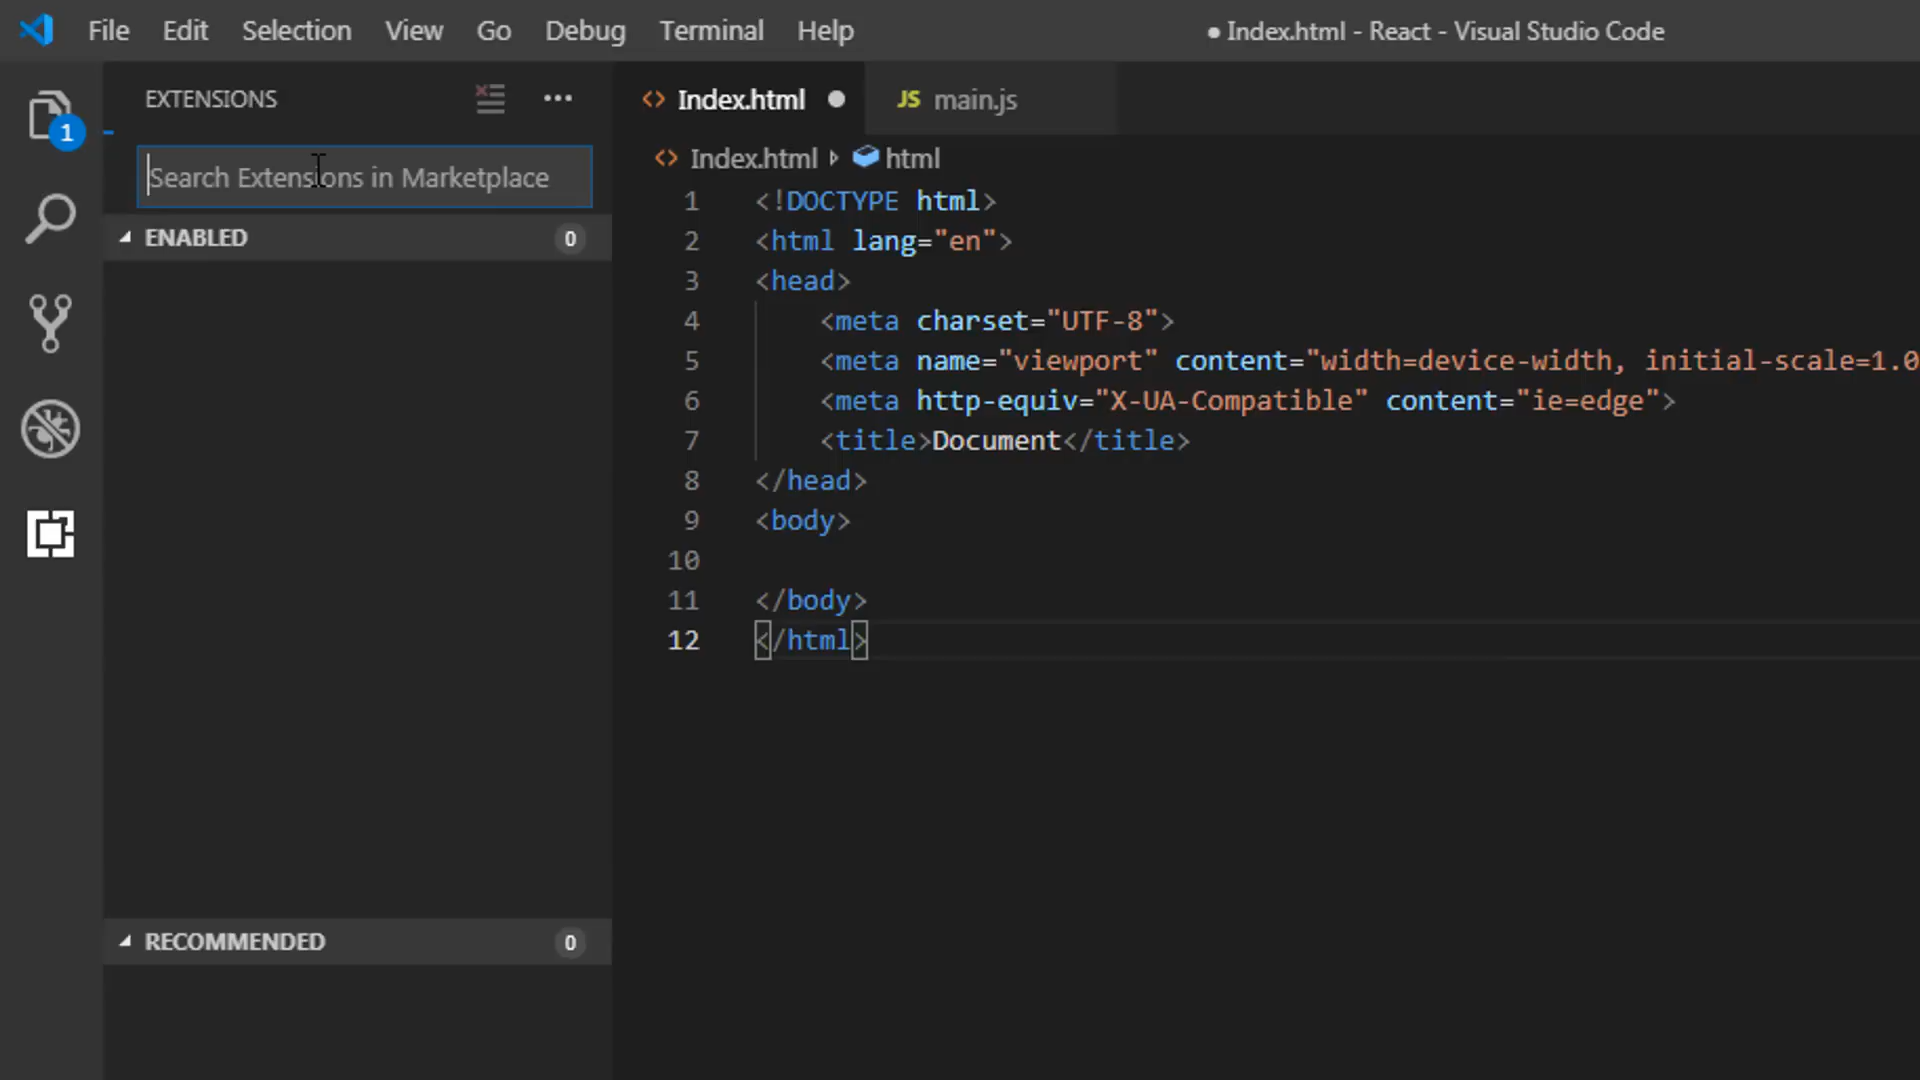 File Edit Selection View Go Debug Terminal Help
● Index.html - React - Visual Studio Code
1
EXTENSIONS
Search Extensions in Marketplace
ENABLED 0
RECOMMENDED 0
Index.html
JS main.js
Index.html html
1 <!DOCTYPE html>
2 <html lang="en">
3 <head>
4 <meta charset="UTF-8">
5 <meta name="viewport" content="width=device-width, initial-scale=1.0
6 <meta http-equiv="X-UA-Compatible" content="ie=edge">
7 <title>Document</title>
8 </head>
9 <body>
10
11 </body>
12 </html>